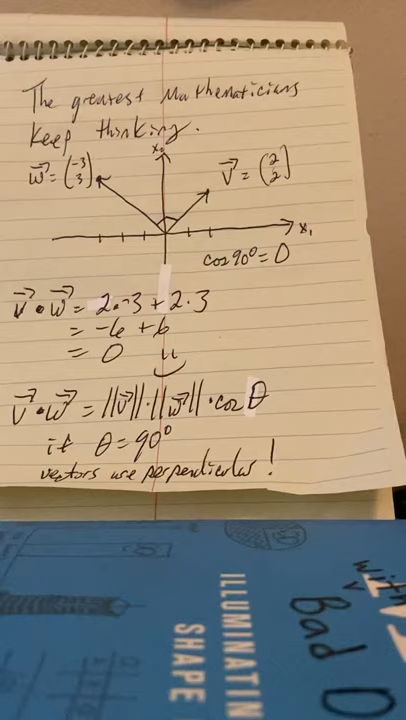 The greatest Mathematicians
Keep thinking.
x₂
w⃗ = (-3 3)
v⃗ = (2 2)
x₁
cos 90° = 0
v⃗ • w⃗ = 2•-3 + 2•3
= -6 + 6
= 0
v⃗ • w⃗ = ||v⃗||•||w⃗||•cos θ
if θ = 90°
vectors are perpendicular!
ILLUMINATIN
SHAPE
with
Bad D